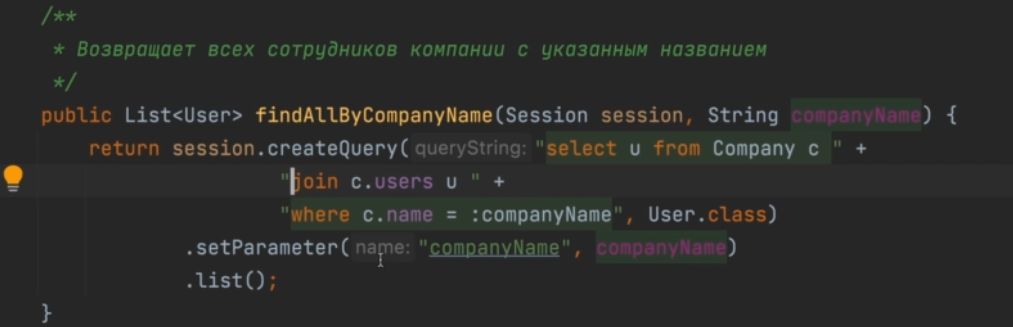 /**
 * Возвращает всех сотрудников компании с указанным названием
 */
public List<User> findAllByCompanyName(Session session, String companyName) {
    return session.createQuery( queryString: "select u from Company c " +
                    "join c.users u " +
                    "where c.name = :companyName", User.class)
            .setParameter( name: "companyName", companyName)
            .list();
}